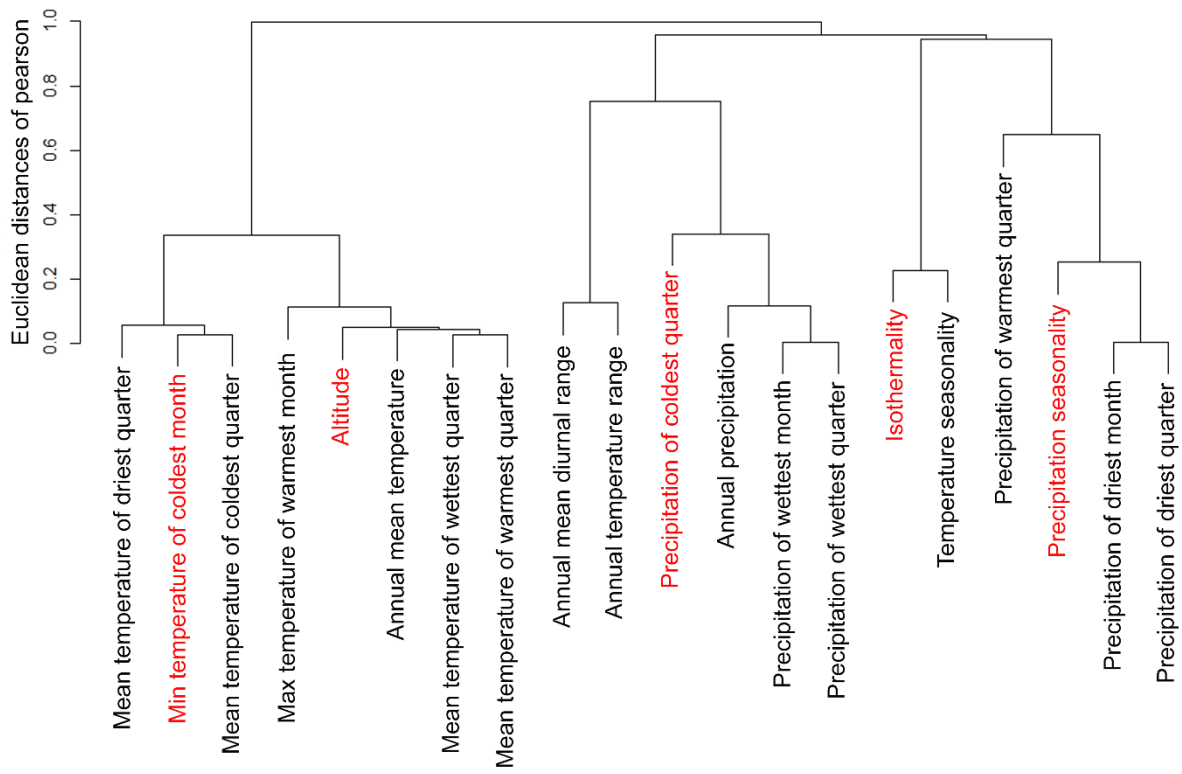 Euclidean distances of pearson
1.0
0.8
0.6
0.4
0.2
0.0
Mean temperature of driest quarter
Min temperature of coldest month
Mean temperature of coldest quarter
Max temperature of warmest month
Altitude
Annual mean temperature
Mean temperature of wettest quarter
Mean temperature of warmest quarter
Annual mean diurnal range
Annual temperature range
Precipitation of coldest quarter
Annual precipitation
Precipitation of wettest month
Precipitation of wettest quarter
Isothermality
Temperature seasonality
Precipitation of warmest quarter
Precipitation seasonality
Precipitation of driest month
Precipitation of driest quarter